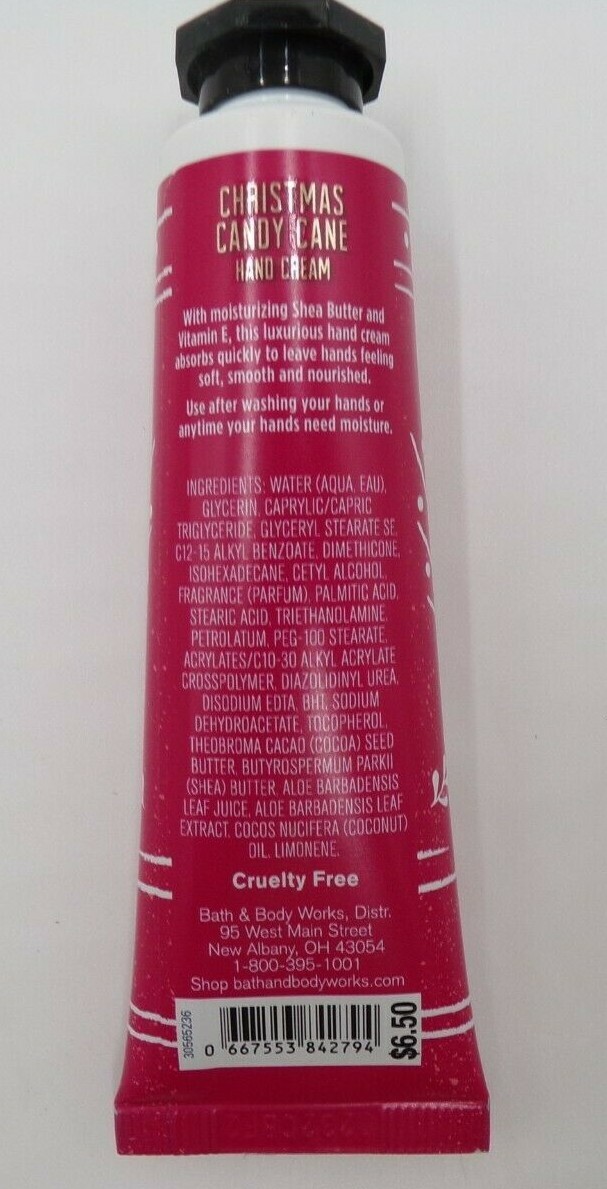 CHRISTMAS
CANDY CANE
HAND CREAM
With moisturizing Shea Butter and
Vitamin E, this luxurious hand cream
absorbs quickly to leave hands feeling
soft, smooth and nourished.
Use after washing your hands or
anytime your hands need moisture.
INGREDIENTS: WATER (AQUA, EAU),
GLYCERIN, CAPRYLIC/CAPRIC
TRIGLYCERIDE, GLYCERYL STEARATE SE,
C12-15 ALKYL BENZOATE, DIMETHICONE,
ISOHEXADECANE, CETYL ALCOHOL,
FRAGRANCE (PARFUM), PALMITIC ACID,
STEARIC ACID, TRIETHANOLAMINE,
PETROLATUM, PEG-100 STEARATE,
ACRYLATES/C10-30 ALKYL ACRYLATE
CROSSPOLYMER, DIAZOLIDINYL UREA,
DISODIUM EDTA, BHT, SODIUM
DEHYDROACETATE, TOCOPHEROL,
THEOBROMA CACAO (COCOA) SEED
BUTTER, BUTYROSPERMUM PARKII
(SHEA) BUTTER, ALOE BARBADENSIS
LEAF JUICE, ALOE BARBADENSIS LEAF
EXTRACT, COCOS NUCIFERA (COCONUT)
OIL, LIMONENE.
Cruelty Free
Bath & Body Works, Distr.
95 West Main Street
New Albany, OH 43054
1-800-395-1001
Shop bathandbodyworks.com
30565236
0 667553 842794
$6.50